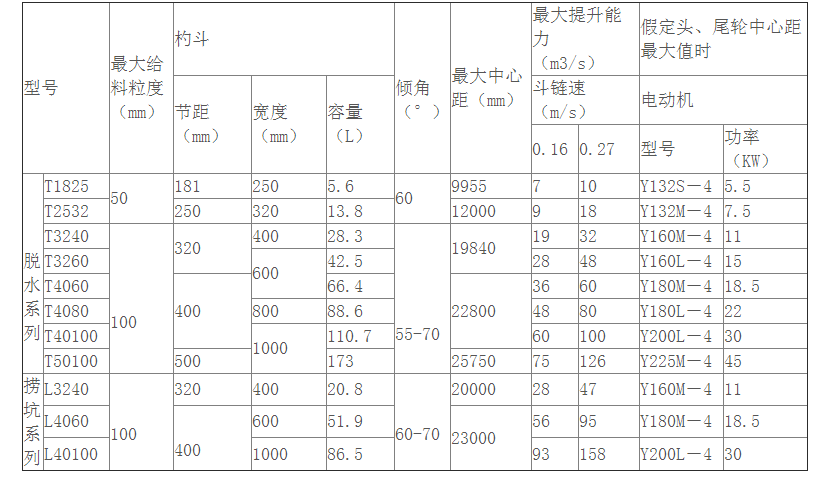 型号
最大给
料粒度
（mm）
杓斗
倾角
（°）
最大中心
距（mm）
最大提升能
力
（m3/s）
假定头、尾轮中心距
最大值时
节距
（mm）
宽度
（mm）
容量
（L）
斗链速
（m/s）
电动机
0.16 0.27 型号
功率
（KW）
脱水系列
T1825 50 181 250 5.6 60 9955 7 10 Y132S－4 5.5
T2532 250 320 13.8 12000 9 18 Y132M－4 7.5
T3240 100 320 400 28.3 55-70 19840 19 32 Y160M－4 11
T3260 600 42.5 28 48 Y160L－4 15
T4060 400 66.4 22800 36 60 Y180M－4 18.5
T4080 800 88.6 48 80 Y180L－4 22
T40100 1000 110.7 60 100 Y200L－4 30
T50100 500 173 25750 75 126 Y225M－4 45
捞坑系列
L3240 100 320 400 20.8 60-70 20000 28 47 Y160M－4 11
L4060 400 600 51.9 23000 56 95 Y180M－4 18.5
L40100 1000 86.5 93 158 Y200L－4 30